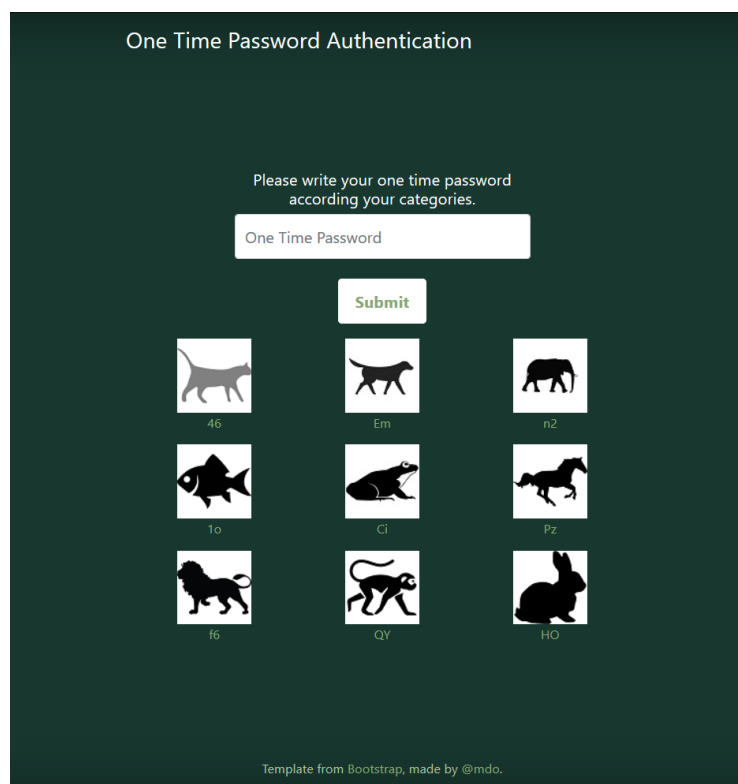 One Time Password Authentication
Please write your one time password
according your categories.
One Time Password
Submit
46 Em n2
1o Ci Pz
f6 QY HO
Template from Bootstrap, made by @mdo.